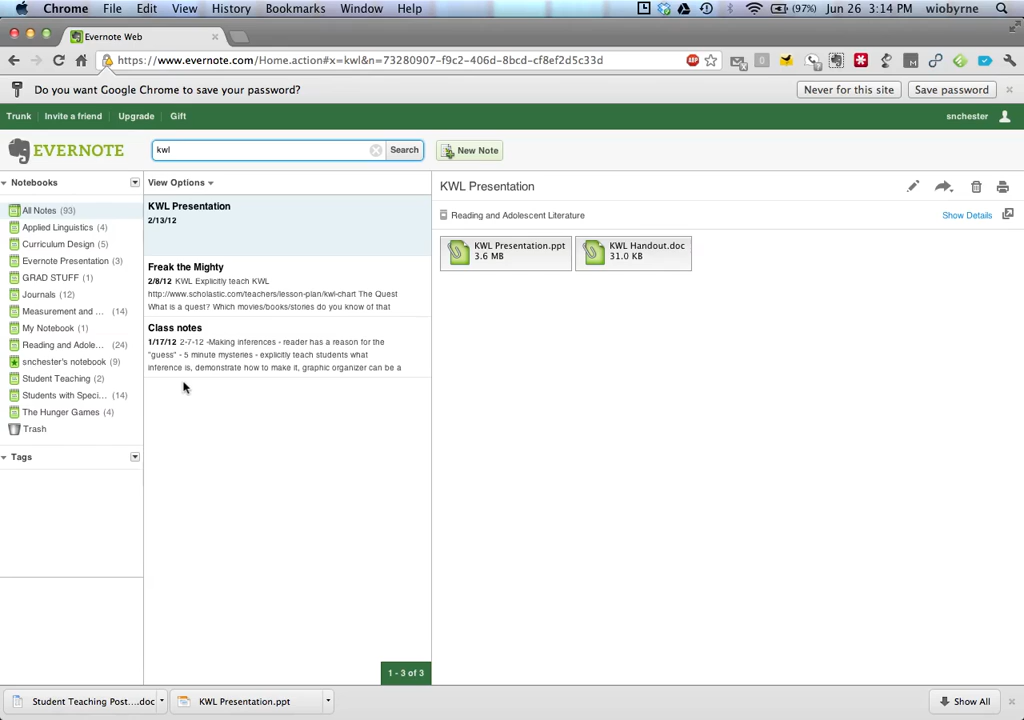 Chrome File Edit View History Bookmarks Window Help (97%) Jun 26 3:14 PM wiobyrne
Evernote Web
https://www.evernote.com/Home.action#x=kwl&n=73280907-f9c2-406d-8bcd-cf8ef2d5c33d
Do you want Google Chrome to save your password? Never for this site Save password
Trunk Invite a friend Upgrade Gift snchester
EVERNOTE kwl Search New Note
Notebooks
All Notes (93)
Applied Linguistics (4)
Curriculum Design (5)
Evernote Presentation (3)
GRAD STUFF (1)
Journals (12)
Measurement and ... (14)
My Notebook (1)
Reading and Adole... (24)
snchester's notebook (9)
Student Teaching (2)
Students with Speci... (14)
The Hunger Games (4)
Trash
Tags
View Options
KWL Presentation
2/13/12
Freak the Mighty
2/8/12 KWL Explicitly teach KWL
http://www.scholastic.com/teachers/lesson-plan/kwl-chart The Quest
What is a quest? Which movies/books/stories do you know of that
Class notes
1/17/12 2-7-12 -Making inferences - reader has a reason for the
"guess" - 5 minute mysteries - explicitly teach students what
inference is, demonstrate how to make it, graphic organizer can be a
1 - 3 of 3
KWL Presentation
Reading and Adolescent Literature Show Details
KWL Presentation.ppt
3.6 MB
KWL Handout.doc
31.0 KB
Student Teaching Post....doc KWL Presentation.ppt Show All